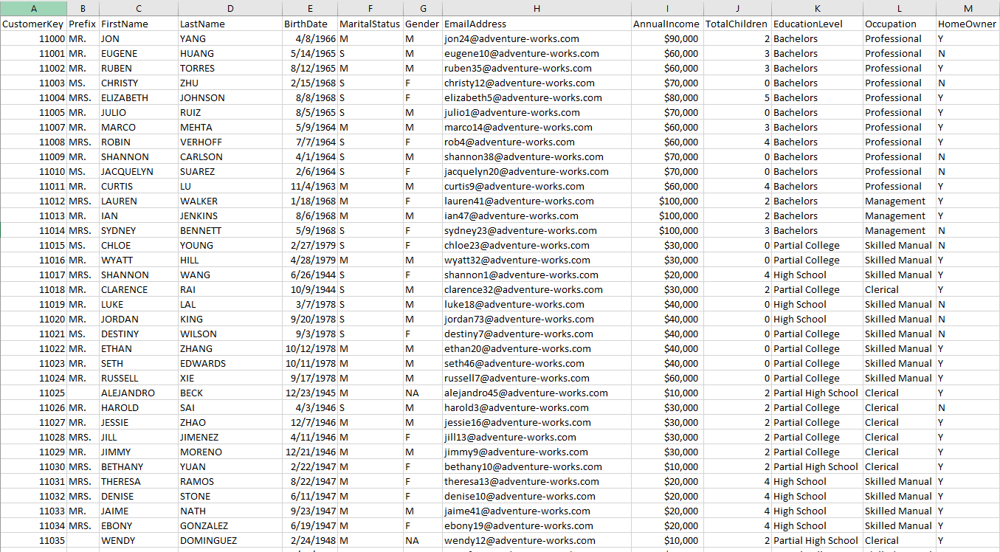 A B C D E F G H I J K L M
CustomerKey Prefix FirstName LastName BirthDate MaritalStatus Gender EmailAddress AnnualIncome TotalChildren EducationLevel Occupation HomeOwner
11000 MR. JON YANG 4/8/1966 M M jon24@adventure-works.com $90,000 2 Bachelors Professional Y
11001 MR. EUGENE HUANG 5/14/1965 S M eugene10@adventure-works.com $60,000 3 Bachelors Professional N
11002 MR. RUBEN TORRES 8/12/1965 M M ruben35@adventure-works.com $60,000 3 Bachelors Professional Y
11003 MS. CHRISTY ZHU 2/15/1968 S F christy12@adventure-works.com $70,000 0 Bachelors Professional N
11004 MRS. ELIZABETH JOHNSON 8/8/1968 S F elizabeth5@adventure-works.com $80,000 5 Bachelors Professional Y
11005 MR. JULIO RUIZ 8/5/1965 S M julio1@adventure-works.com $70,000 0 Bachelors Professional Y
11007 MR. MARCO MEHTA 5/9/1964 M M marco14@adventure-works.com $60,000 3 Bachelors Professional Y
11008 MRS. ROBIN VERHOFF 7/7/1964 S F rob4@adventure-works.com $60,000 4 Bachelors Professional Y
11009 MR. SHANNON CARLSON 4/1/1964 S M shannon38@adventure-works.com $70,000 0 Bachelors Professional N
11010 MS. JACQUELYN SUAREZ 2/6/1964 S F jacquelyn20@adventure-works.com $70,000 0 Bachelors Professional N
11011 MR. CURTIS LU 11/4/1963 M M curtis9@adventure-works.com $60,000 4 Bachelors Professional Y
11012 MRS. LAUREN WALKER 1/18/1968 M F lauren41@adventure-works.com $100,000 2 Bachelors Management Y
11013 MR. IAN JENKINS 8/6/1968 M M ian47@adventure-works.com $100,000 2 Bachelors Management Y
11014 MRS. SYDNEY BENNETT 5/9/1968 S F sydney23@adventure-works.com $100,000 3 Bachelors Management N
11015 MS. CHLOE YOUNG 2/27/1979 S F chloe23@adventure-works.com $30,000 0 Partial College Skilled Manual N
11016 MR. WYATT HILL 4/28/1979 M M wyatt32@adventure-works.com $30,000 0 Partial College Skilled Manual Y
11017 MRS. SHANNON WANG 6/26/1944 S F shannon1@adventure-works.com $20,000 4 High School Skilled Manual Y
11018 MR. CLARENCE RAI 10/9/1944 S M clarence32@adventure-works.com $30,000 2 Partial College Clerical Y
11019 MR. LUKE LAL 3/7/1978 S M luke18@adventure-works.com $40,000 0 High School Skilled Manual N
11020 MR. JORDAN KING 9/20/1978 S M jordan73@adventure-works.com $40,000 0 High School Skilled Manual N
11021 MS. DESTINY WILSON 9/3/1978 S F destiny7@adventure-works.com $40,000 0 Partial College Skilled Manual N
11022 MR. ETHAN ZHANG 10/12/1978 M M ethan20@adventure-works.com $40,000 0 Partial College Skilled Manual Y
11023 MR. SETH EDWARDS 10/11/1978 M M seth46@adventure-works.com $40,000 0 Partial College Skilled Manual Y
11024 MR. RUSSELL XIE 9/17/1978 M M russell7@adventure-works.com $60,000 0 Partial College Skilled Manual Y
11025 ALEJANDRO BECK 12/23/1945 M NA alejandro45@adventure-works.com $10,000 2 Partial High School Clerical Y
11026 MR. HAROLD SAI 4/3/1946 S M harold3@adventure-works.com $30,000 2 Partial College Clerical N
11027 MR. JESSIE ZHAO 12/7/1946 M M jessie16@adventure-works.com $30,000 2 Partial College Clerical Y
11028 MRS. JILL JIMENEZ 4/11/1946 M F jill13@adventure-works.com $30,000 2 Partial College Clerical Y
11029 MR. JIMMY MORENO 12/21/1946 M M jimmy9@adventure-works.com $30,000 2 Partial College Clerical Y
11030 MRS. BETHANY YUAN 2/22/1947 M F bethany10@adventure-works.com $10,000 2 Partial High School Clerical Y
11031 MRS. THERESA RAMOS 8/22/1947 M F theresa13@adventure-works.com $20,000 4 High School Skilled Manual Y
11032 MRS. DENISE STONE 6/11/1947 M F denise10@adventure-works.com $20,000 4 High School Skilled Manual Y
11033 MR. JAIME NATH 9/23/1947 M M jaime41@adventure-works.com $20,000 4 High School Skilled Manual Y
11034 MRS. EBONY GONZALEZ 6/19/1947 M F ebony19@adventure-works.com $20,000 4 High School Skilled Manual Y
11035 WENDY DOMINGUEZ 2/24/1948 M NA wendy12@adventure-works.com $10,000 2 Partial High School Clerical Y